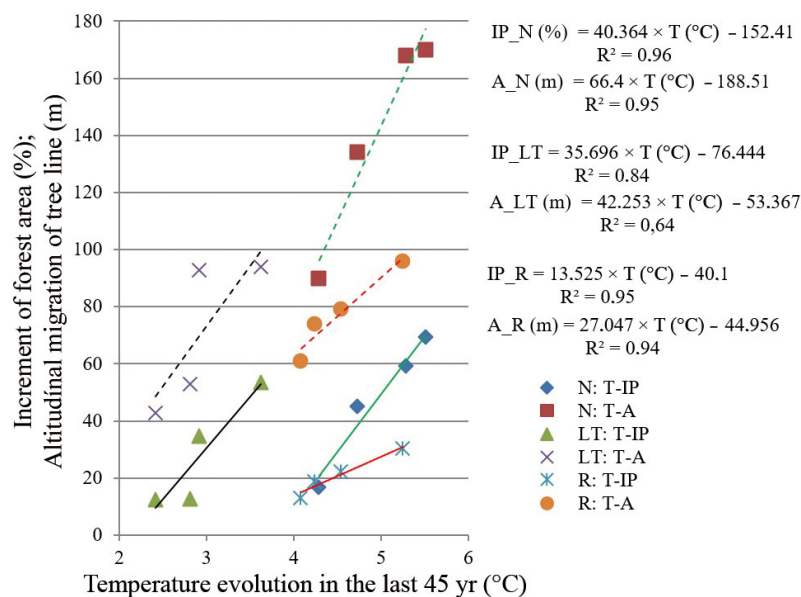 Increment of forest area (%);
Altitudinal migration of tree line (m)
180
160
140
120
100
80
60
40
20
0
2
3
4
5
6
Temperature evolution in the last 45 yr (°C)
IP_N (%) = 40.364 × T (°C) – 152.41
R² = 0.96
A_N (m) = 66.4 × T (°C) – 188.51
R² = 0.95
IP_LT = 35.696 × T (°C) – 76.444
R² = 0.84
A_LT (m) = 42.253 × T (°C) – 53.367
R² = 0,64
IP_R = 13.525 × T (°C) – 40.1
R² = 0.95
A_R (m) = 27.047 × T (°C) – 44.956
R² = 0.94
N: T-IP
N: T-A
LT: T-IP
LT: T-A
R: T-IP
R: T-A